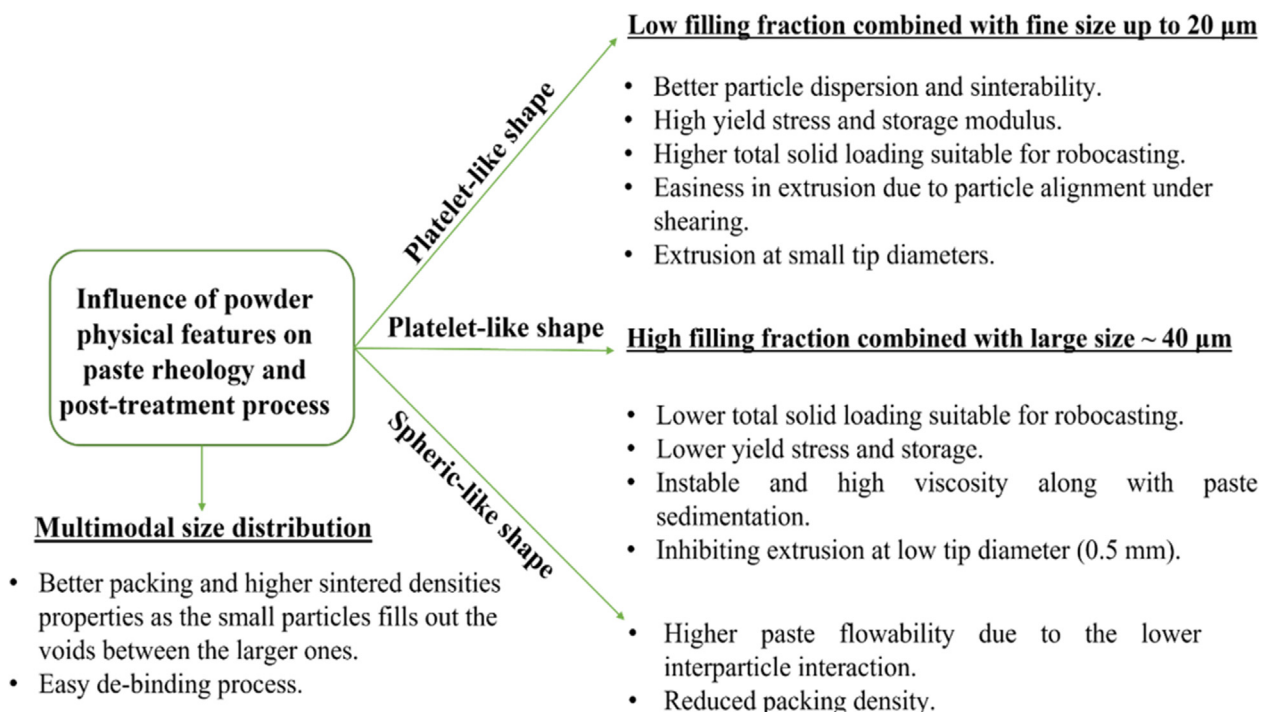 Influence of powder
physical features on
paste rheology and
post-treatment process
Platelet-like shape
Low filling fraction combined with fine size up to 20 µm
• Better particle dispersion and sinterability.
• High yield stress and storage modulus.
• Higher total solid loading suitable for robocasting.
• Easiness in extrusion due to particle alignment under
shearing.
• Extrusion at small tip diameters.
Platelet-like shape
High filling fraction combined with large size ~ 40 µm
• Lower total solid loading suitable for robocasting.
• Lower yield stress and storage.
• Instable and high viscosity along with paste
sedimentation.
• Inhibiting extrusion at low tip diameter (0.5 mm).
Spheric-like shape
• Higher paste flowability due to the lower
interparticle interaction.
• Reduced packing density.
Multimodal size distribution
• Better packing and higher sintered densities
properties as the small particles fills out the
voids between the larger ones.
• Easy de-binding process.